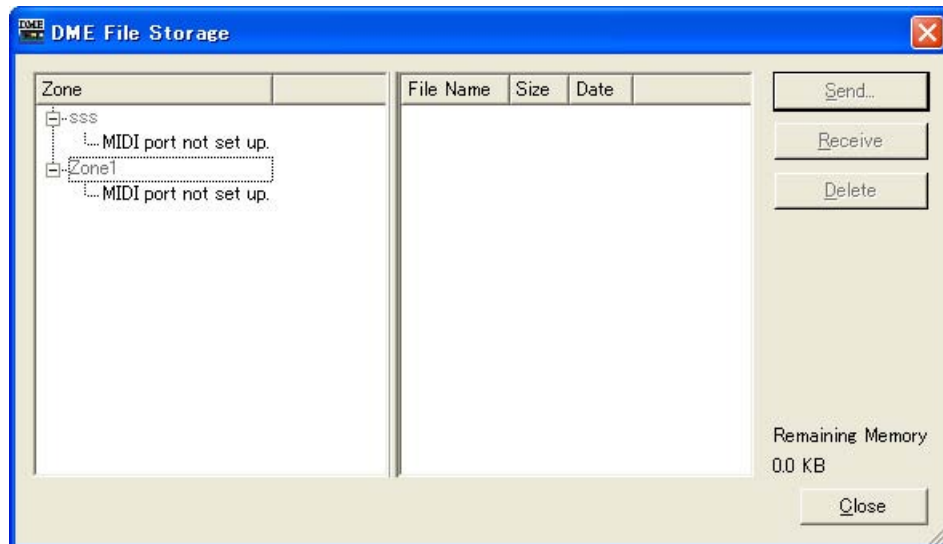 DME
DME File Storage
Zone
File Name Size Date
Send...
sss
MIDI port not set up.
Receive
Zone1
MIDI port not set up.
Delete
Remaining Memory
0.0 KB
Close